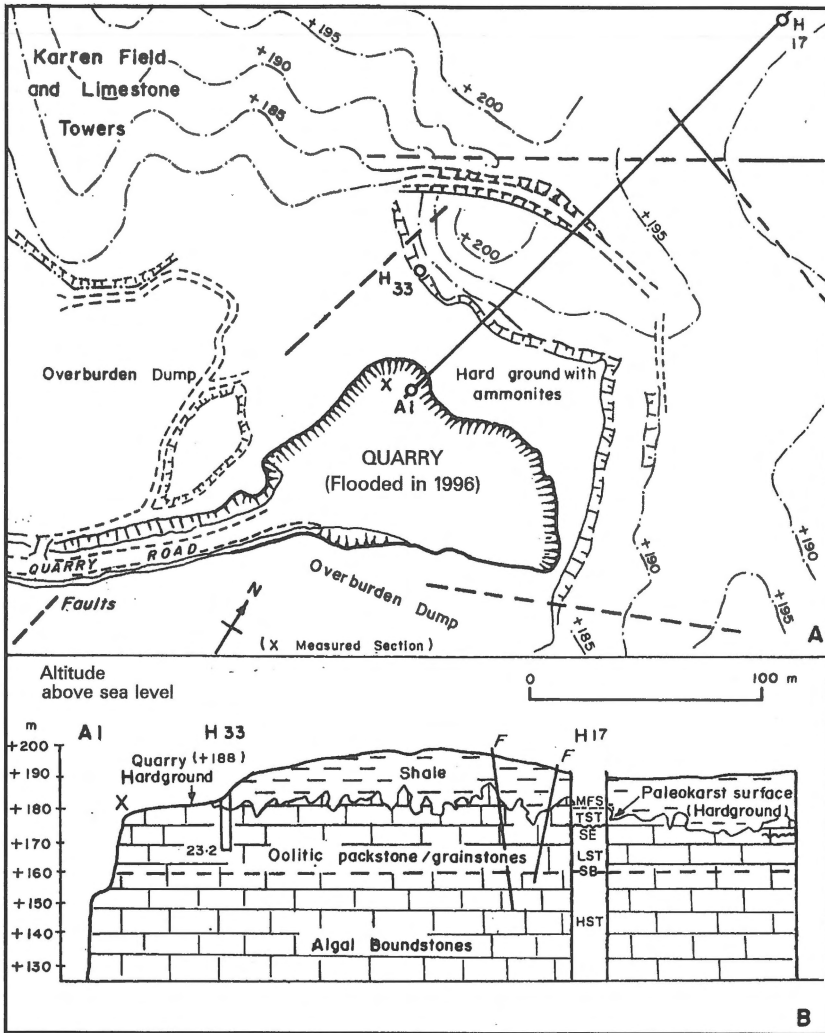 Karren Field
and Limestone
Towers
+195
+190
+185
+200
H
17
+195
+200
H
33
Overburden Dump
Hard ground with
ammonites
X
A1
QUARRY
(Flooded in 1996)
QUARRY ROAD
Overburden Dump
Faults
N
(X Measured Section)
+190
+190
+195
+185
A
Altitude
above sea level
0 100 m
m
A1 H33 H17
+200
+190
+180
+170
+160
+150
+140
+130
Quarry (+188)
Hardground
X
F F
Shale
23·2
Oolitic packstone/grainstones
Algal Boundstones
MFS
TST
SE
LST
SB
HST
Paleokarst surface
(Hardground)
B